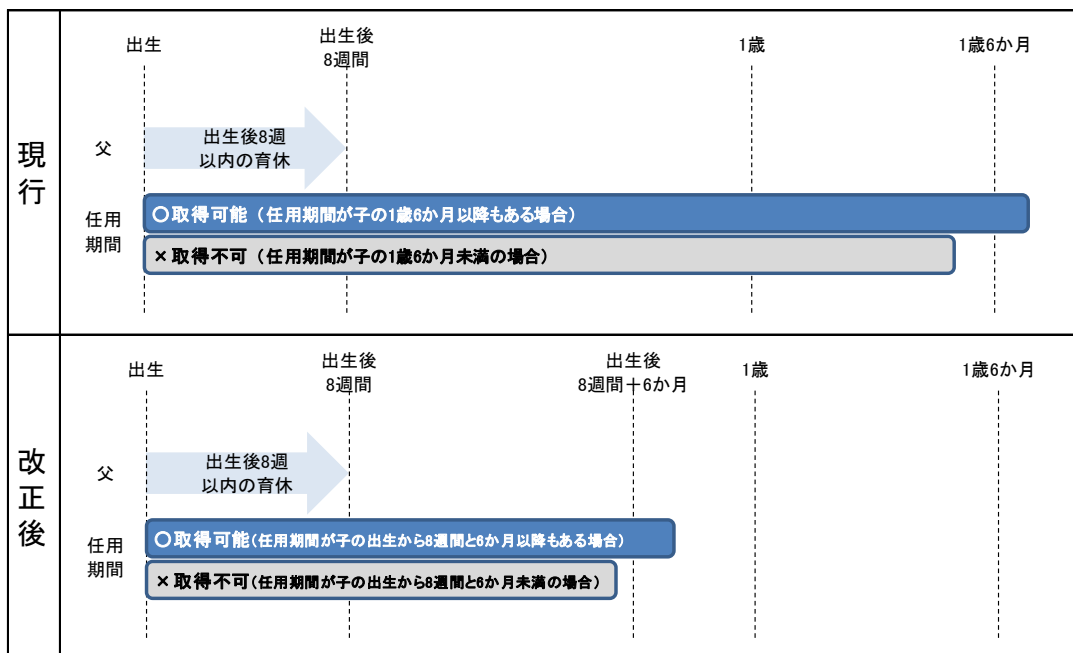 現行
出生
出生後
8週間
1歳
1歳6か月
父
出生後8週
以内の育休
任用
期間
○取得可能（任用期間が子の1歳6か月以降もある場合）
×取得不可（任用期間が子の1歳6か月未満の場合）
改正後
出生
出生後
8週間
出生後
8週間＋6か月
1歳
1歳6か月
父
出生後8週
以内の育休
任用
期間
○取得可能(任用期間が子の出生から8週間と6か月以降もある場合)
×取得不可(任用期間が子の出生から8週間と6か月未満の場合)